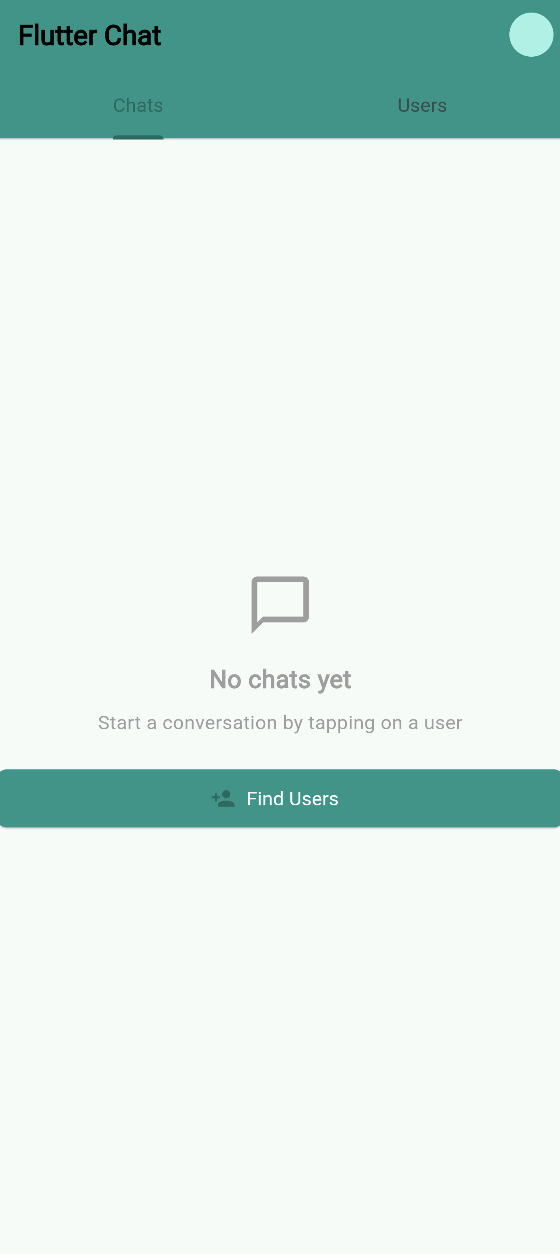 Flutter Chat
Chats
Users
No chats yet
Start a conversation by tapping on a user
Find Users